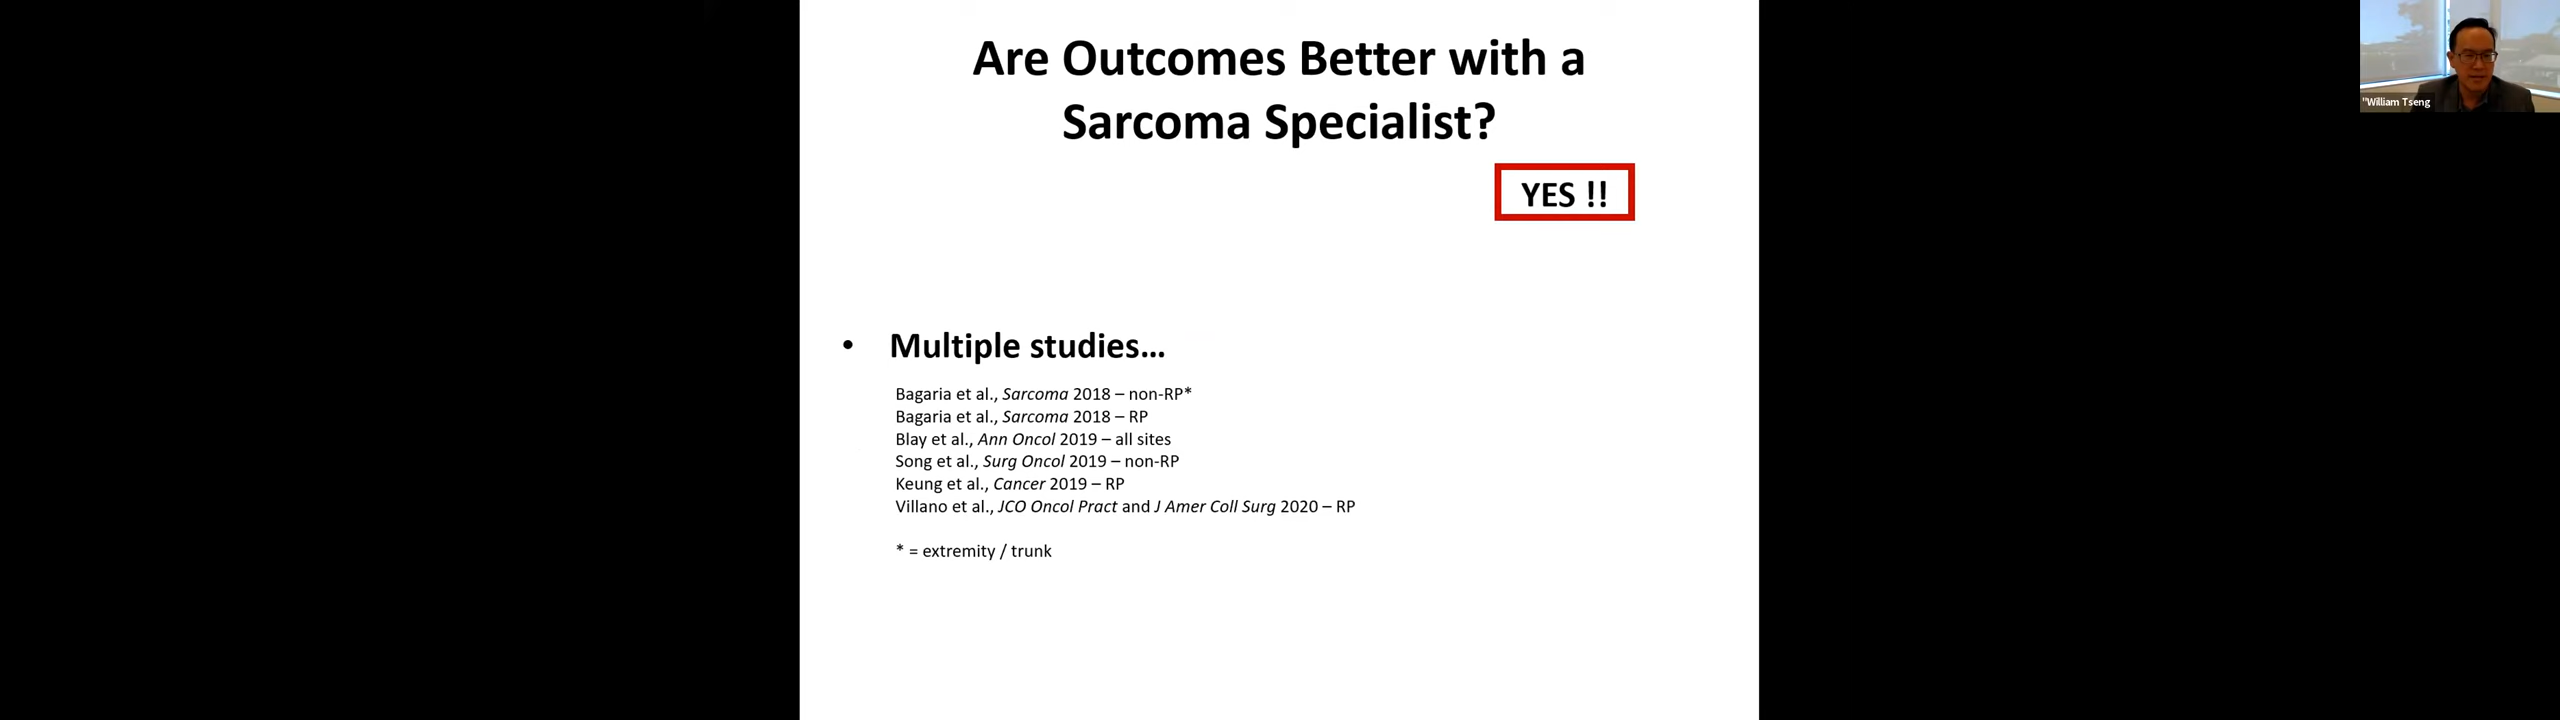 Are Outcomes Better with a
Sarcoma Specialist?
YES !!
"William Tseng
• Multiple studies…
Bagaria et al., Sarcoma 2018 – non-RP*
Bagaria et al., Sarcoma 2018 – RP
Blay et al., Ann Oncol 2019 – all sites
Song et al., Surg Oncol 2019 – non-RP
Keung et al., Cancer 2019 – RP
Villano et al., JCO Oncol Pract and J Amer Coll Surg 2020 – RP
* = extremity / trunk